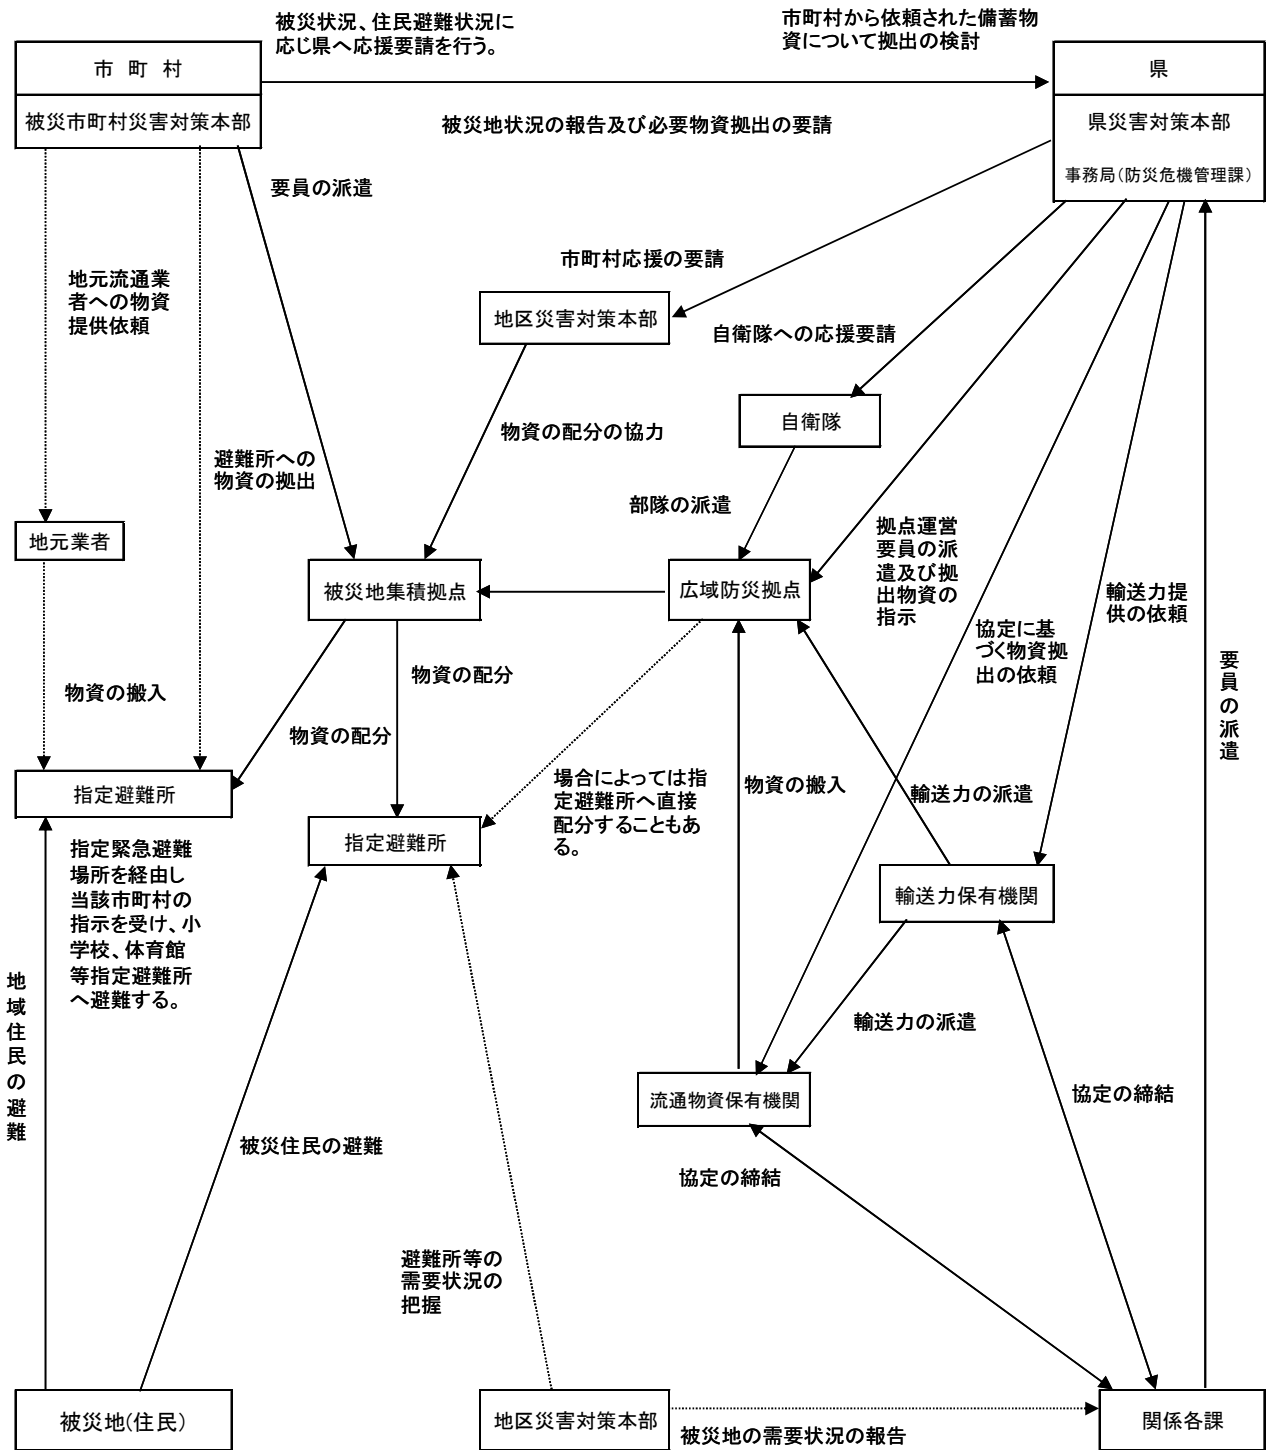 被災状況、住民避難状況に
応じ県へ応援要請を行う。
市町村から依頼された備蓄物
資について拠出の検討
市 町 村
県
被災市町村災害対策本部
被災地状況の報告及び必要物資拠出の要請
県災害対策本部
事務局(防災危機管理課)
要員の派遣
市町村応援の要請
地元流通業
者への物資
提供依頼
地区災害対策本部
自衛隊への応援要請
自衛隊
物資の配分の協力
避難所への
物資の拠出
部隊の派遣
地元業者
拠点運営
要員の派
遣及び拠
出物資の
指示
被災地集積拠点
広域防災拠点
輸送力提
供の依頼
協定に基
づく物資拠
出の依頼
要員の派遣
物資の配分
物資の搬入
物資の配分
指定避難所
場合によっては指
定避難所へ直接
配分することもあ
る。
物資の搬入
輸送力の派遣
指定避難所
指定緊急避難
場所を経由し
当該市町村の
指示を受け、小
学校、体育館
等指定避難所
へ避難する。
輸送力保有機関
地域住民の避難
輸送力の派遣
流通物資保有機関
協定の締結
被災住民の避難
協定の締結
避難所等の
需要状況の
把握
被災地(住民)
地区災害対策本部
被災地の需要状況の報告
関係各課